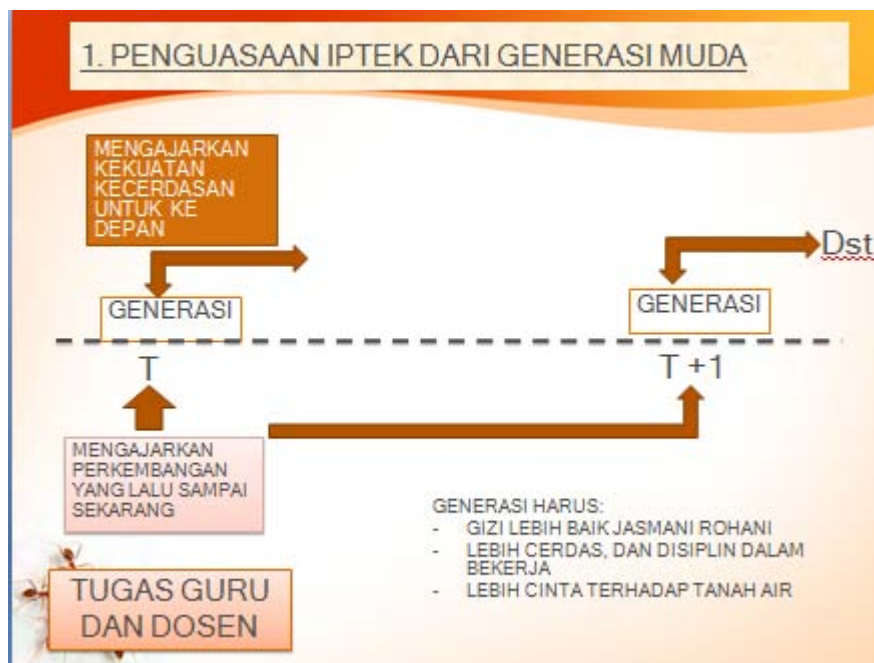 1. PENGUASAAN IPTEK DARI GENERASI MUDA
MENGAJARKAN
KEKUATAN
KECERDASAN
UNTUK KE
DEPAN
Dst
GENERASI
GENERASI
T
T +1
MENGAJARKAN
PERKEMBANGAN
YANG LALU SAMPAI
SEKARANG
GENERASI HARUS:
- GIZI LEBIH BAIK JASMANI ROHANI
- LEBIH CERDAS, DAN DISIPLIN DALAM
BEKERJA
- LEBIH CINTA TERHADAP TANAH AIR
TUGAS GURU
DAN DOSEN